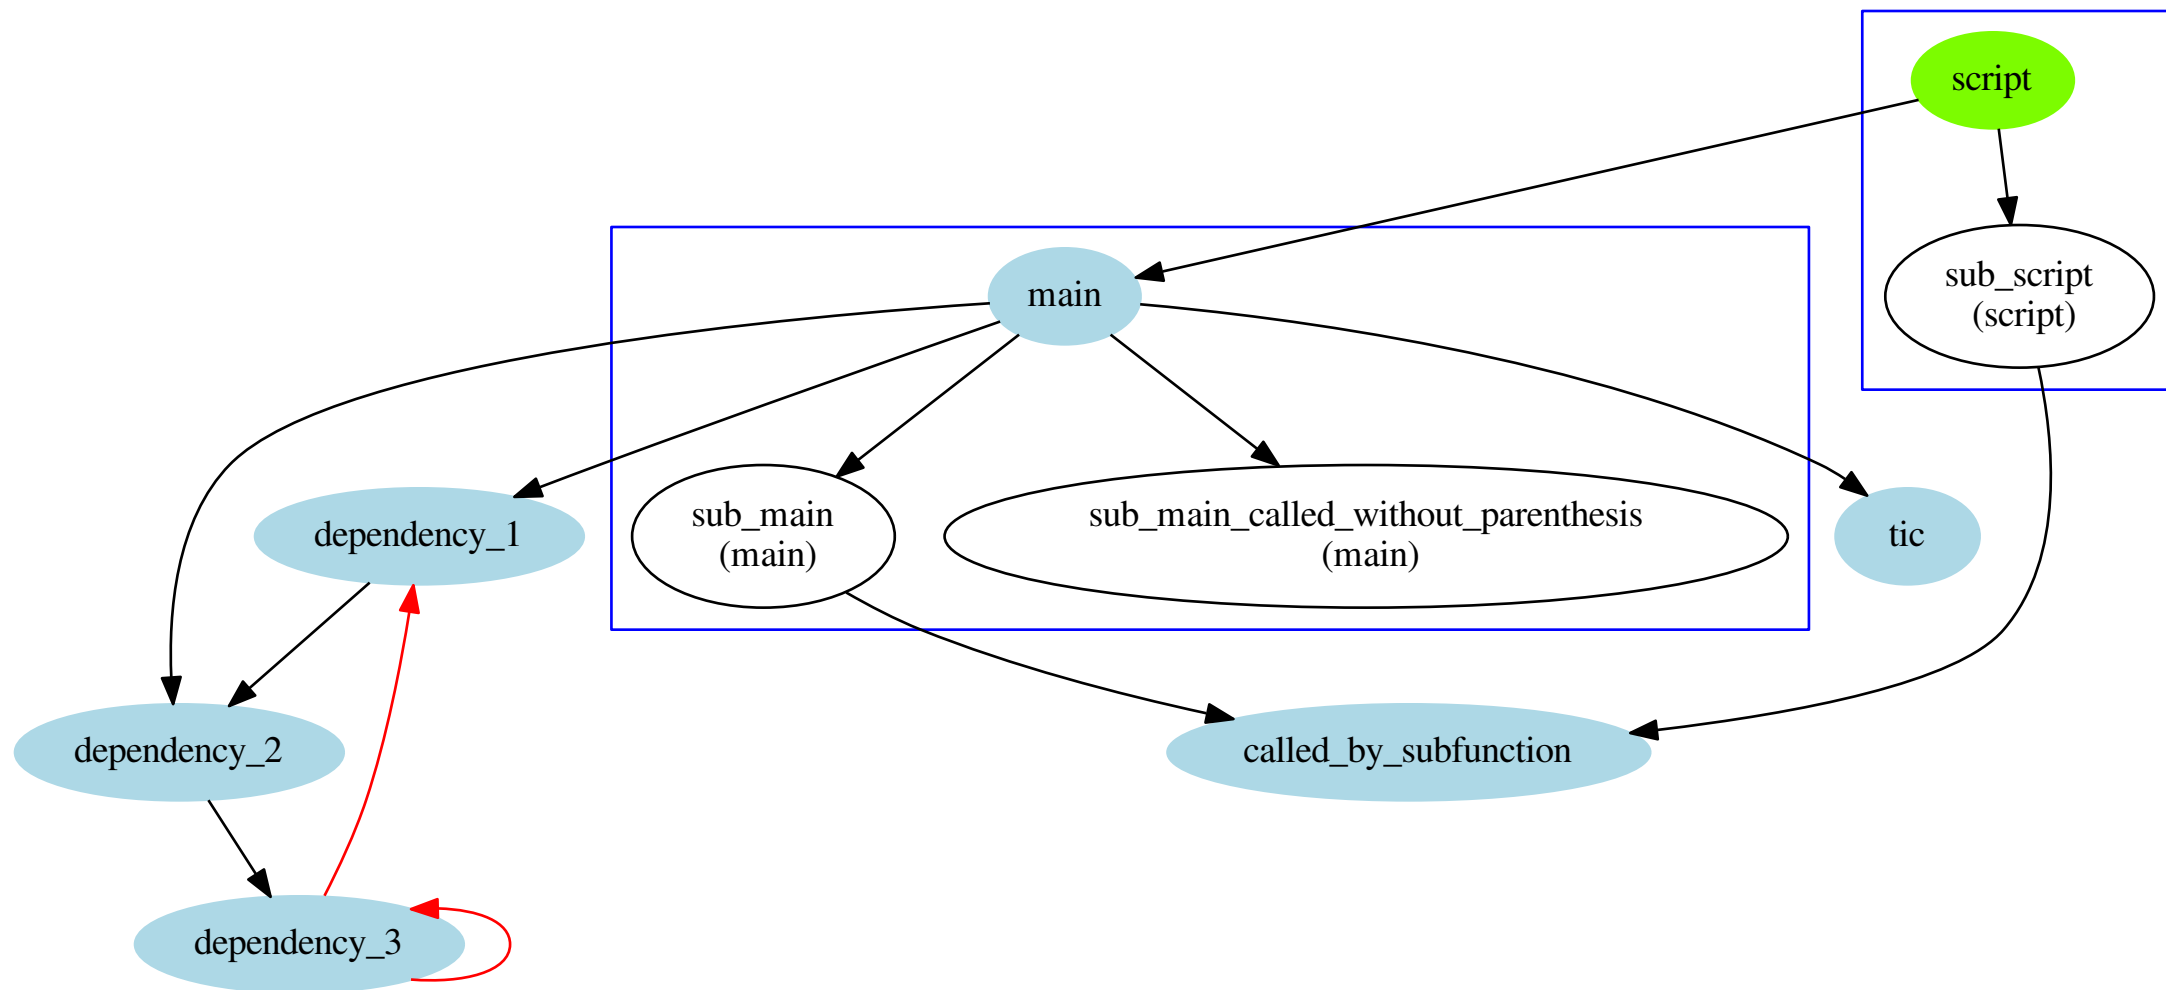 script
sub_script
(script)
main
dependency_1
sub_main
(main)
sub_main_called_without_parenthesis
(main)
tic
dependency_2
called_by_subfunction
dependency_3